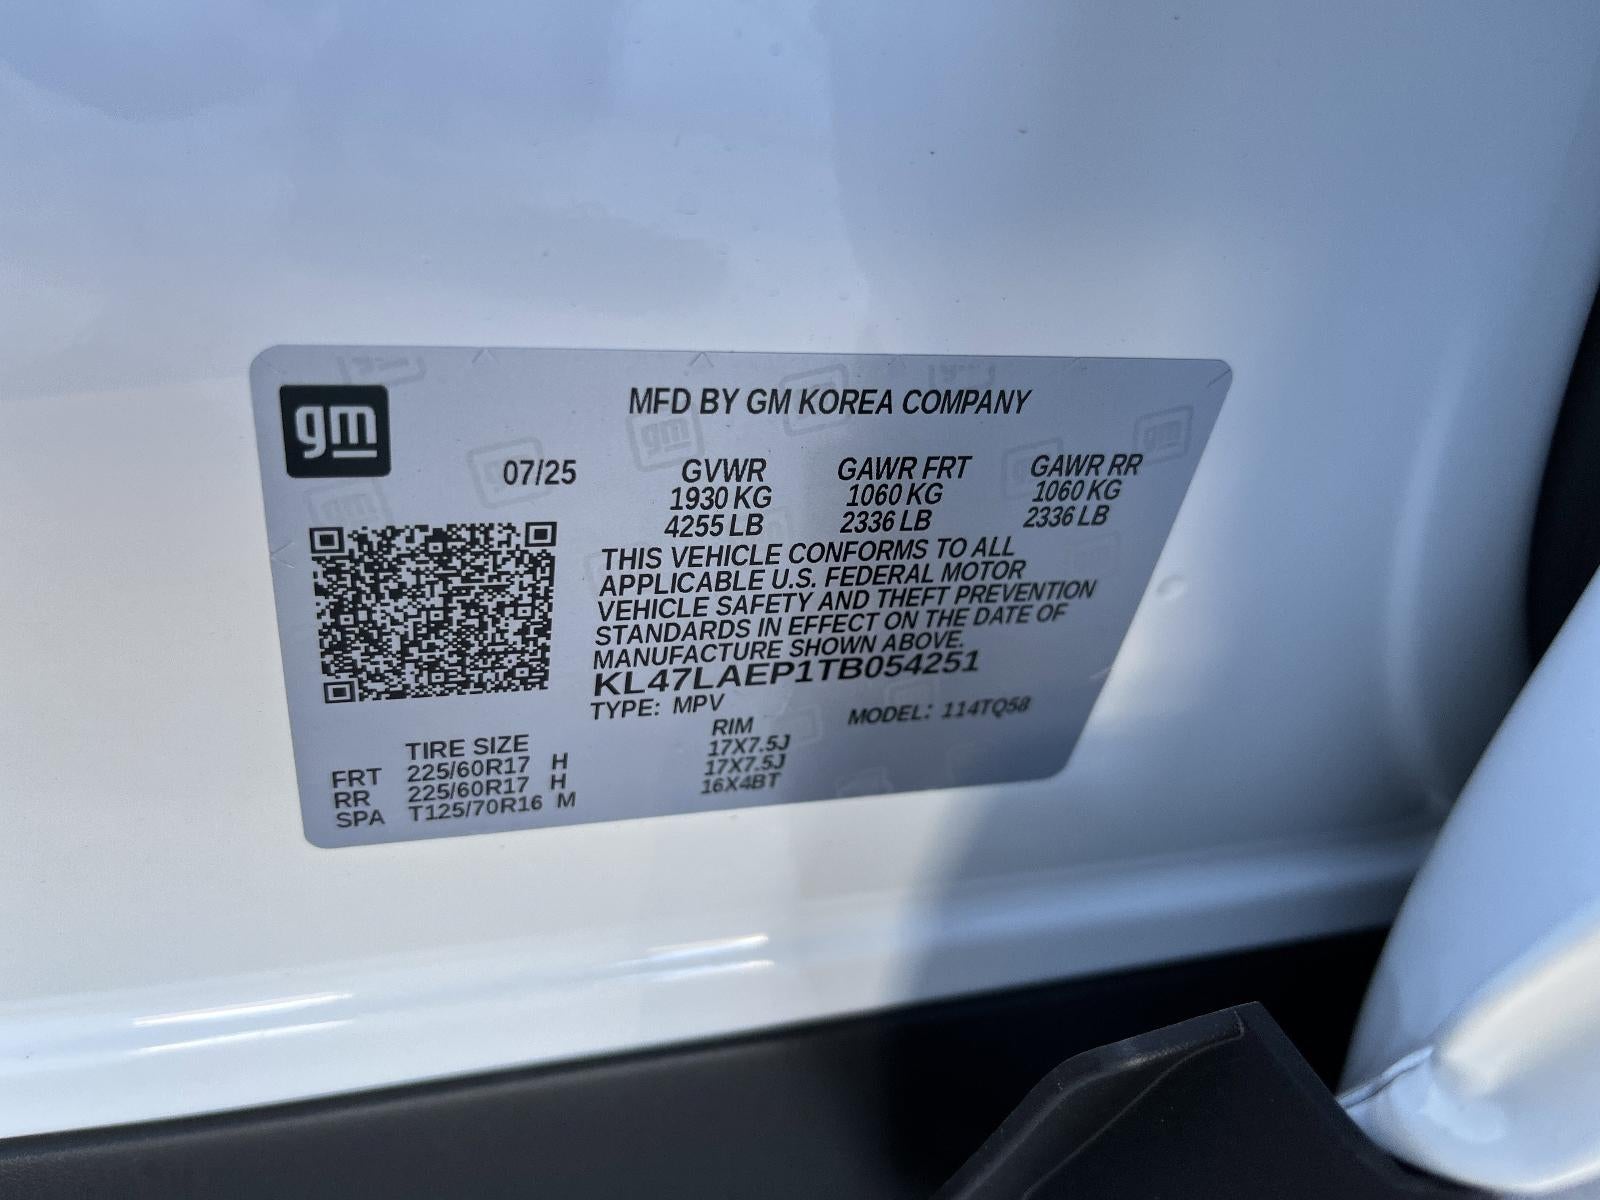 gm
MFD BY GM KOREA COMPANY
07/25 GVWR GAWR FRT GAWR RR
1930 KG 1060 KG 1060 KG
4255 LB 2336 LB 2336 LB
THIS VEHICLE CONFORMS TO ALL
APPLICABLE U.S. FEDERAL MOTOR
VEHICLE SAFETY AND THEFT PREVENTION
STANDARDS IN EFFECT ON THE DATE OF
MANUFACTURE SHOWN ABOVE.
KL47LAEP1TB054251
TYPE: MPV MODEL: 114TQ58
TIRE SIZE RIM
FRT 225/60R17 H 17X7.5J
RR 225/60R17 H 17X7.5J
SPA T125/70R16 M 16X4BT